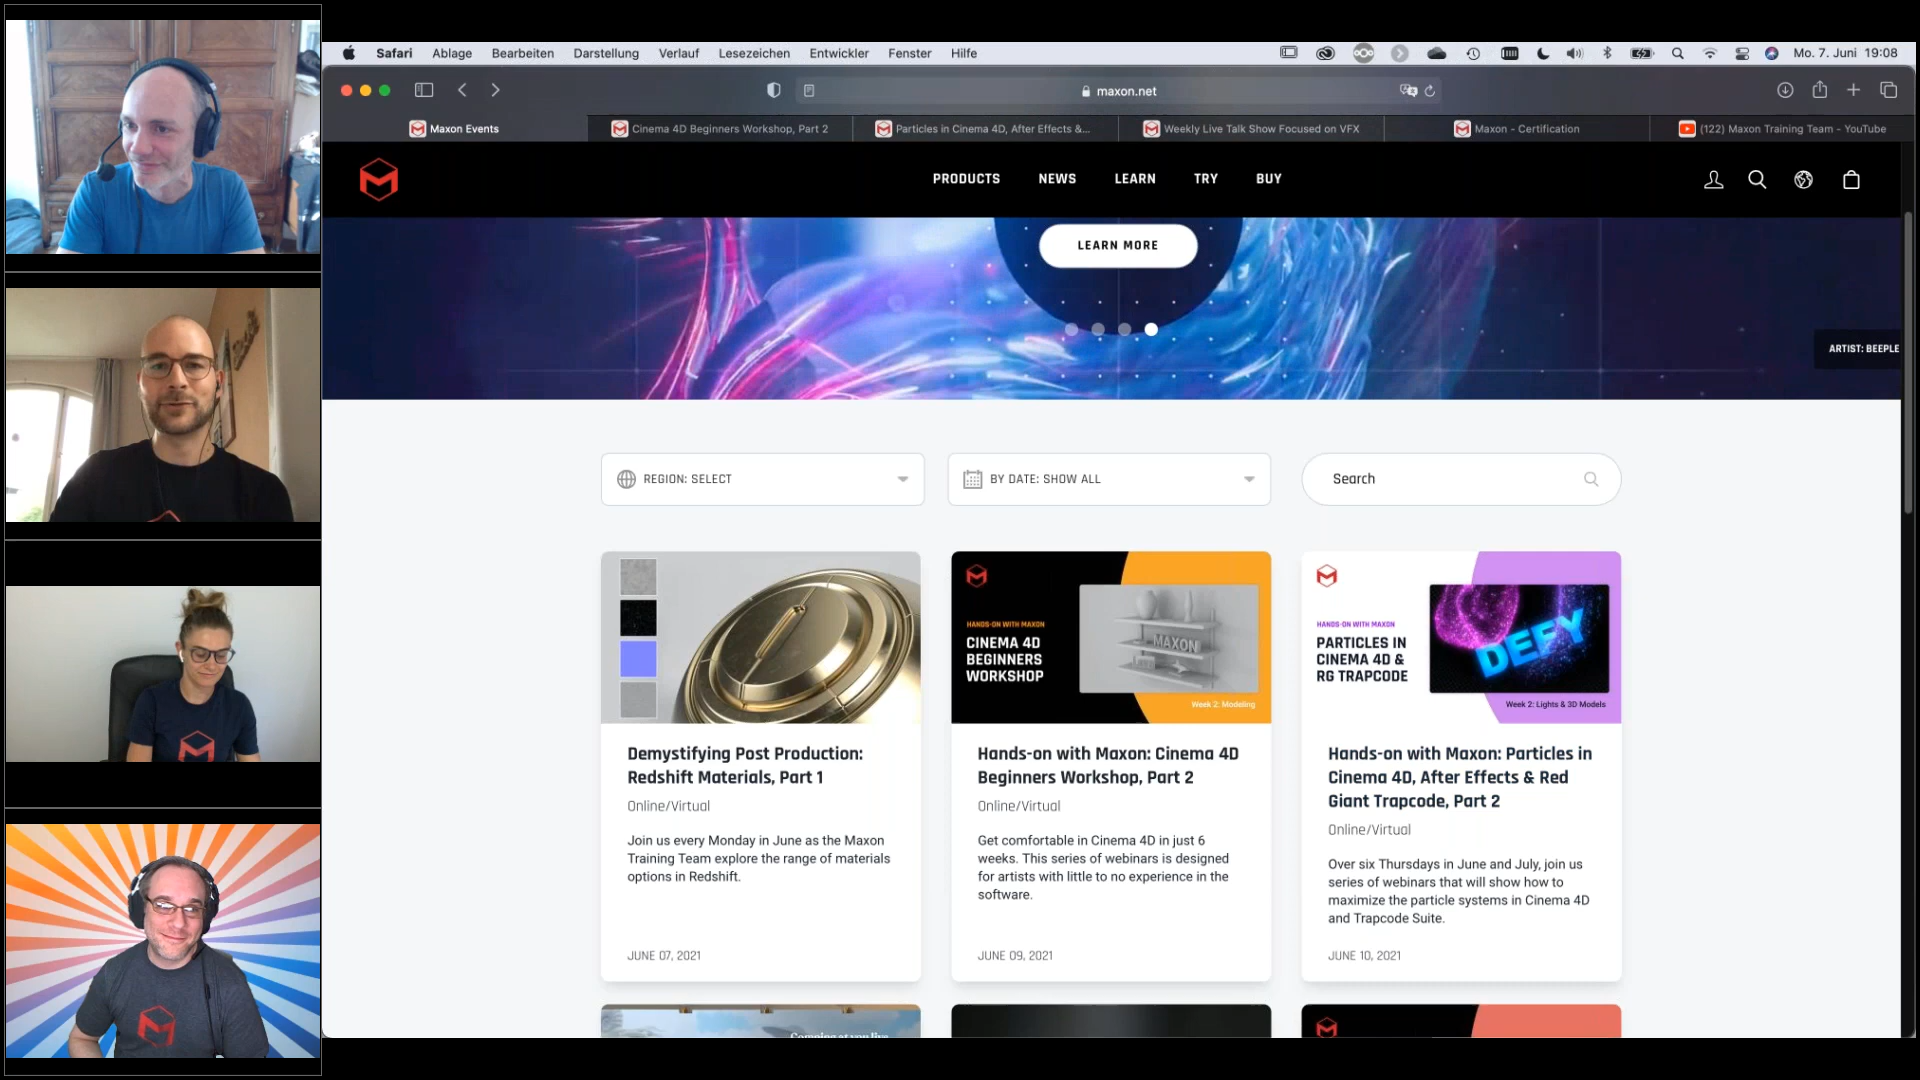 Safari Ablage Bearbeiten Darstellung Verlauf Lesezeichen Entwickler Fenster Hilfe Mo. 7. Juni 19:08
maxon.net
Maxon Events
Cinema 4D Beginners Workshop, Part 2
Particles in Cinema 4D, After Effects &...
Weekly Live Talk Show Focused on VFX
Maxon - Certification
(122) Maxon Training Team - YouTube
PRODUCTS NEWS LEARN TRY BUY
LEARN MORE
ARTIST: BEEPLE
REGION: SELECT
BY DATE: SHOW ALL
Search
Demystifying Post Production:
Redshift Materials, Part 1
Online/Virtual
Join us every Monday in June as the Maxon
Training Team explore the range of materials
options in Redshift.
JUNE 07, 2021
HANDS-ON WITH MAXON
CINEMA 4D
BEGINNERS
WORKSHOP
MAXON
Week 2: Modeling
Hands-on with Maxon: Cinema 4D
Beginners Workshop, Part 2
Online/Virtual
Get comfortable in Cinema 4D in just 6
weeks. This series of webinars is designed
for artists with little to no experience in the
software.
JUNE 09, 2021
HANDS-ON WITH MAXON
PARTICLES IN
CINEMA 4D &
RG TRAPCODE
DEFY
Week 2: Lights & 3D Models
Hands-on with Maxon: Particles in
Cinema 4D, After Effects & Red
Giant Trapcode, Part 2
Online/Virtual
Over six Thursdays in June and July, join us
series of webinars that will show how to
maximize the particle systems in Cinema 4D
and Trapcode Suite.
JUNE 10, 2021